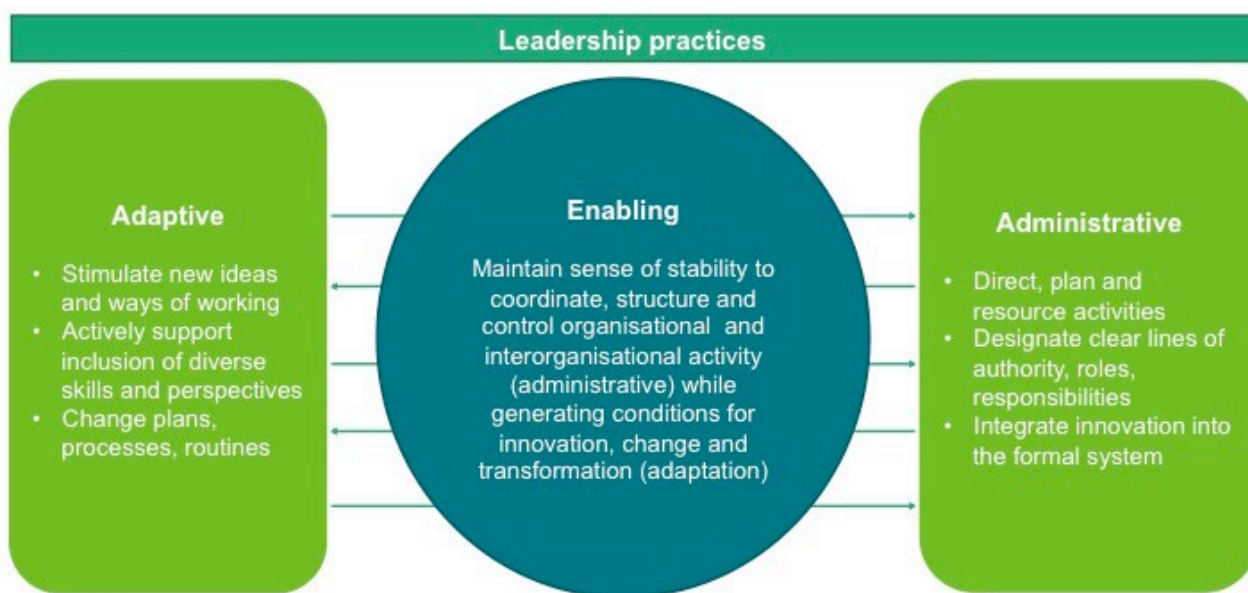 Leadership practices
Adaptive
• Stimulate new ideas
and ways of working
• Actively support
inclusion of diverse
skills and perspectives
• Change plans,
processes, routines
Enabling
Maintain sense of stability to
coordinate, structure and
control organisational and
interorganisational activity
(administrative) while
generating conditions for
innovation, change and
transformation (adaptation)
Administrative
• Direct, plan and
resource activities
• Designate clear lines of
authority, roles,
responsibilities
• Integrate innovation into
the formal system